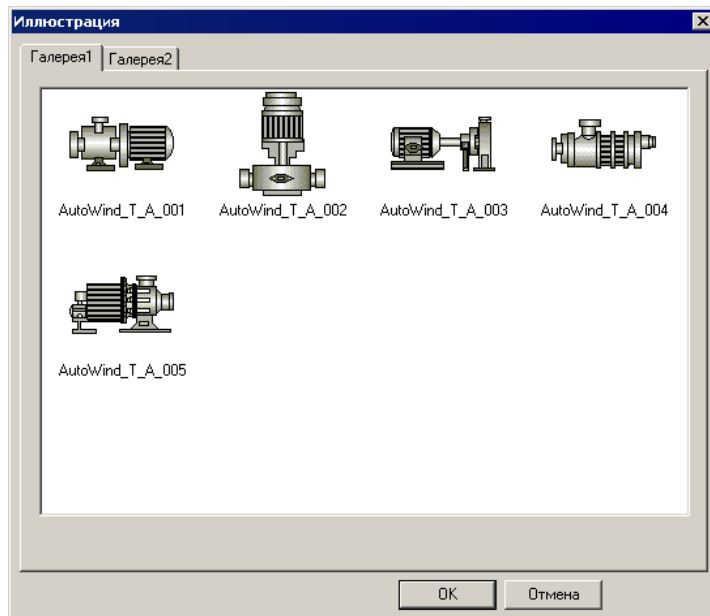 Иллюстрация
Галерея1 Галерея2
AutoWind_T_A_001 AutoWind_T_A_002 AutoWind_T_A_003 AutoWind_T_A_004
AutoWind_T_A_005
OK Отмена